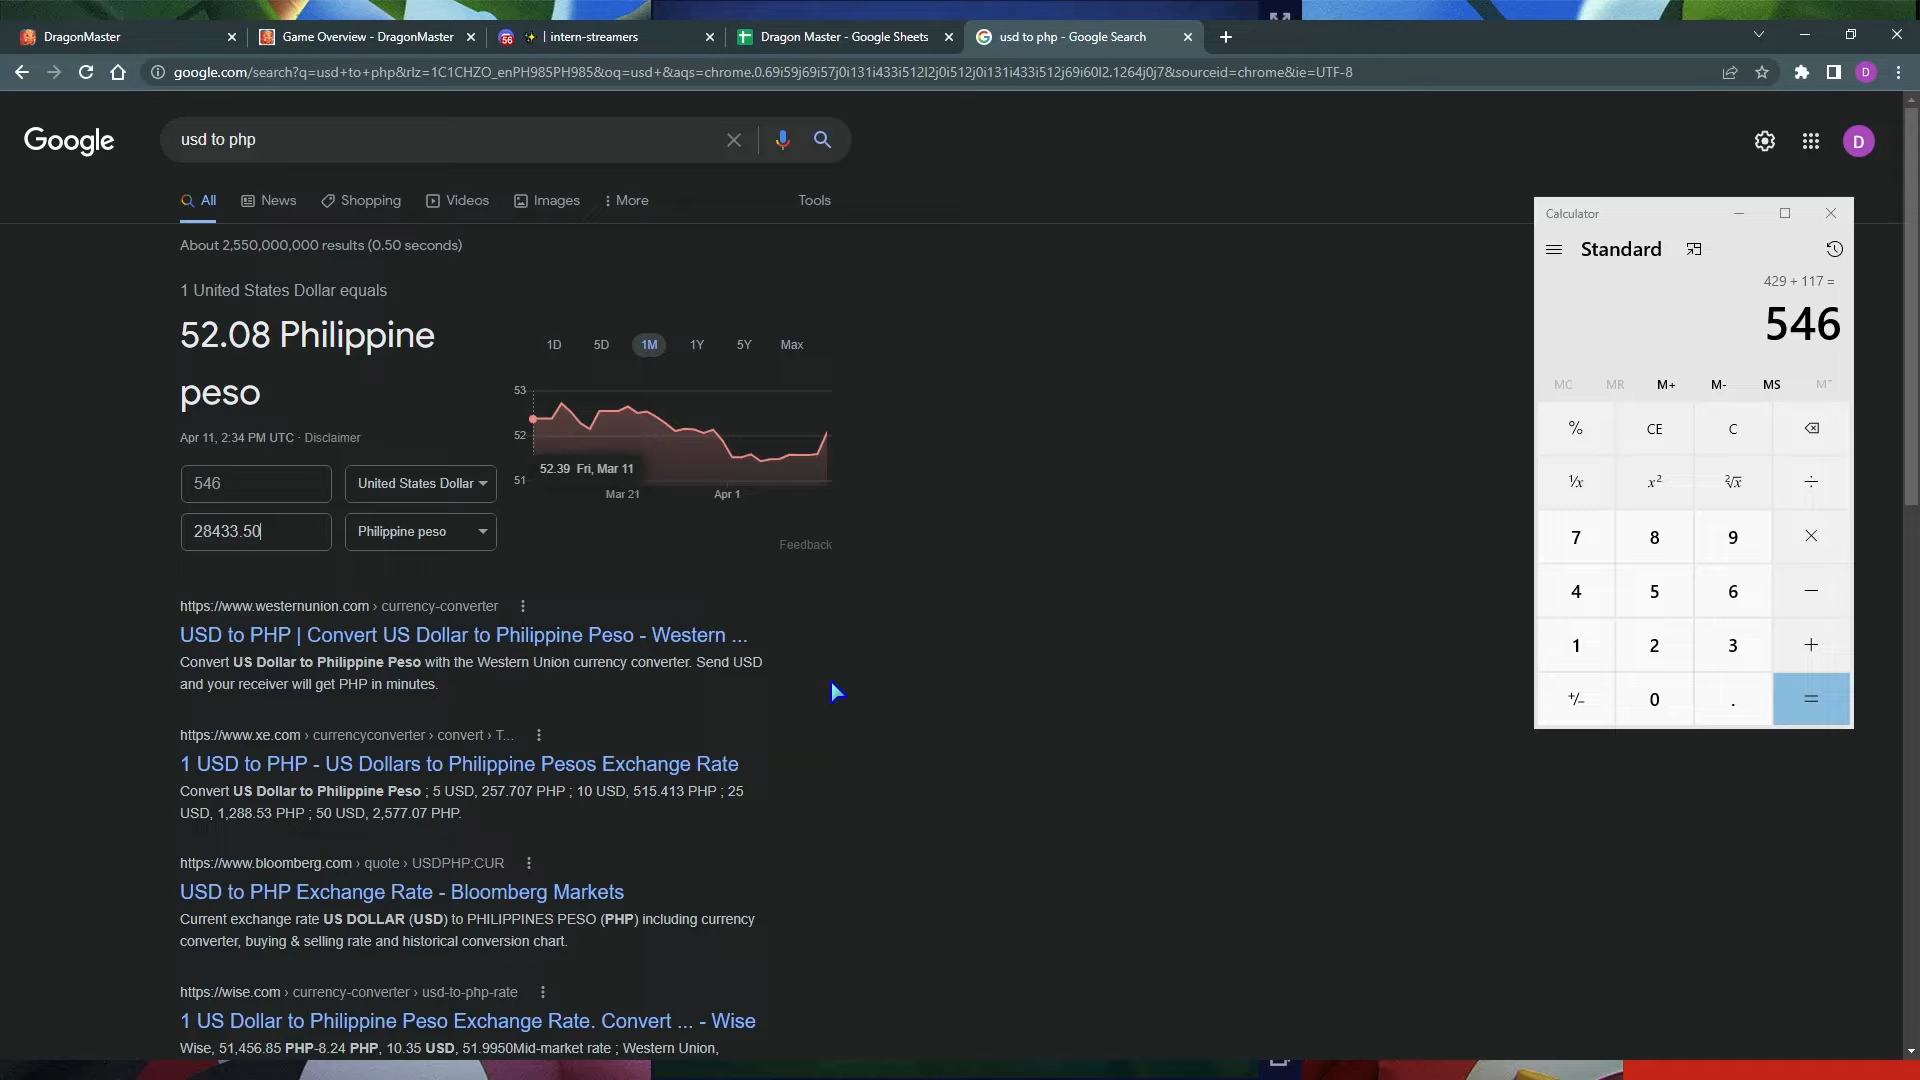 DragonMaster
Game Overview - DragonMaster
56
| intern-streamers
Dragon Master - Google Sheets
usd to php - Google Search
google.com/search?q=usd+to+php&rlz=1C1CHZO_enPH985PH985&oq=usd+&aqs=chrome.0.69i59j69i57j0i131i433i512l2j0i512j0i131i433i512j69i60l2.1264j0j7&sourceid=chrome&ie=UTF-8
D
Google
usd to php
D
All
News
Shopping
Videos
Images
More
Tools
About 2,550,000,000 results (0.50 seconds)
1 United States Dollar equals
52.08 Philippine
peso
Apr 11, 2:34 PM UTC · Disclaimer
546
United States Dollar
28433.50
Philippine peso
1D
5D
1M
1Y
5Y
Max
53
52
51
52.39 Fri, Mar 11
Mar 21
Apr 1
Feedback
https://www.westernunion.com › currency-converter
USD to PHP | Convert US Dollar to Philippine Peso - Western ...
Convert US Dollar to Philippine Peso with the Western Union currency converter. Send USD
and your receiver will get PHP in minutes.
https://www.xe.com › currencyconverter › convert › T...
1 USD to PHP - US Dollars to Philippine Pesos Exchange Rate
Convert US Dollar to Philippine Peso ; 5 USD, 257.707 PHP ; 10 USD, 515.413 PHP ; 25
USD, 1,288.53 PHP ; 50 USD, 2,577.07 PHP.
https://www.bloomberg.com › quote › USDPHP:CUR
USD to PHP Exchange Rate - Bloomberg Markets
Current exchange rate US DOLLAR (USD) to PHILIPPINES PESO (PHP) including currency
converter, buying & selling rate and historical conversion chart.
https://wise.com › currency-converter › usd-to-php-rate
1 US Dollar to Philippine Peso Exchange Rate. Convert ... - Wise
Wise, 51,456.85 PHP-8.24 PHP, 10.35 USD, 51.9950Mid-market rate ; Western Union,
Calculator
Standard
429 + 117 =
546
MC MR M+ M- MS M˅
% CE C
¹/x x² ²√x ÷
7 8 9 ×
4 5 6 −
1 2 3 +
+/− 0 . =